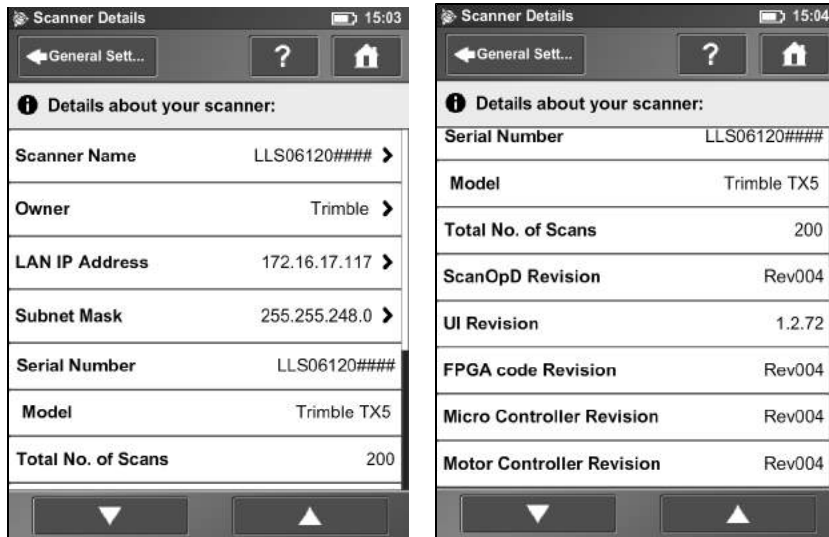 Scanner Details 15:03
General Sett... ?
Details about your scanner:
Scanner Name LLS06120####
Owner Trimble
LAN IP Address 172.16.17.117
Subnet Mask 255.255.248.0
Serial Number LLS06120####
Model Trimble TX5
Total No. of Scans 200
Scanner Details 15:04
General Sett... ?
Details about your scanner:
Serial Number LLS06120####
Model Trimble TX5
Total No. of Scans 200
ScanOpD Revision Rev004
UI Revision 1.2.72
FPGA code Revision Rev004
Micro Controller Revision Rev004
Motor Controller Revision Rev004